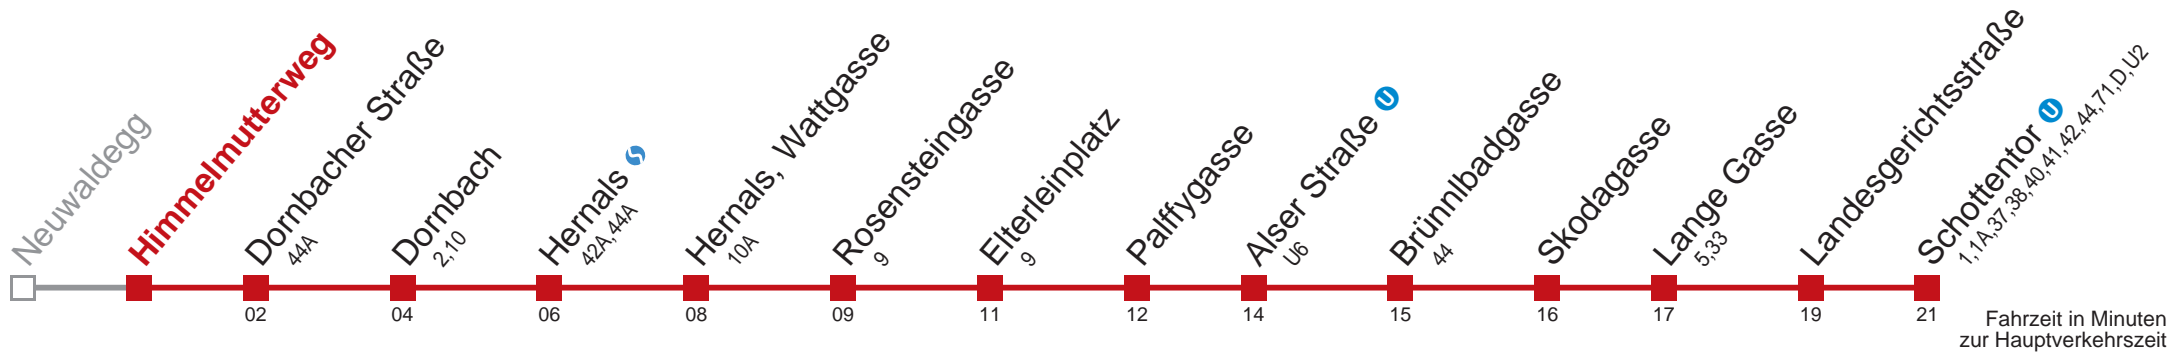 Neuwaldegg
Himmelmutterweg
Dornbacher Straße
44A
02
Dornbach
2,10
04
Hernals
42A,44A
06
Hernals, Wattgasse
10A
08
Rosensteingasse
9
09
Elterleinplatz
9
11
Palffygasse
12
Alser Straße U
U6
14
Brünnlbadgasse
44
15
Skodagasse
16
Lange Gasse
5,33
17
Landesgerichtsstraße
19
Schottentor U
1,1A,37,38,40,41,42,44,71,D,U2
21
Fahrzeit in Minuten
zur Hauptverkehrszeit